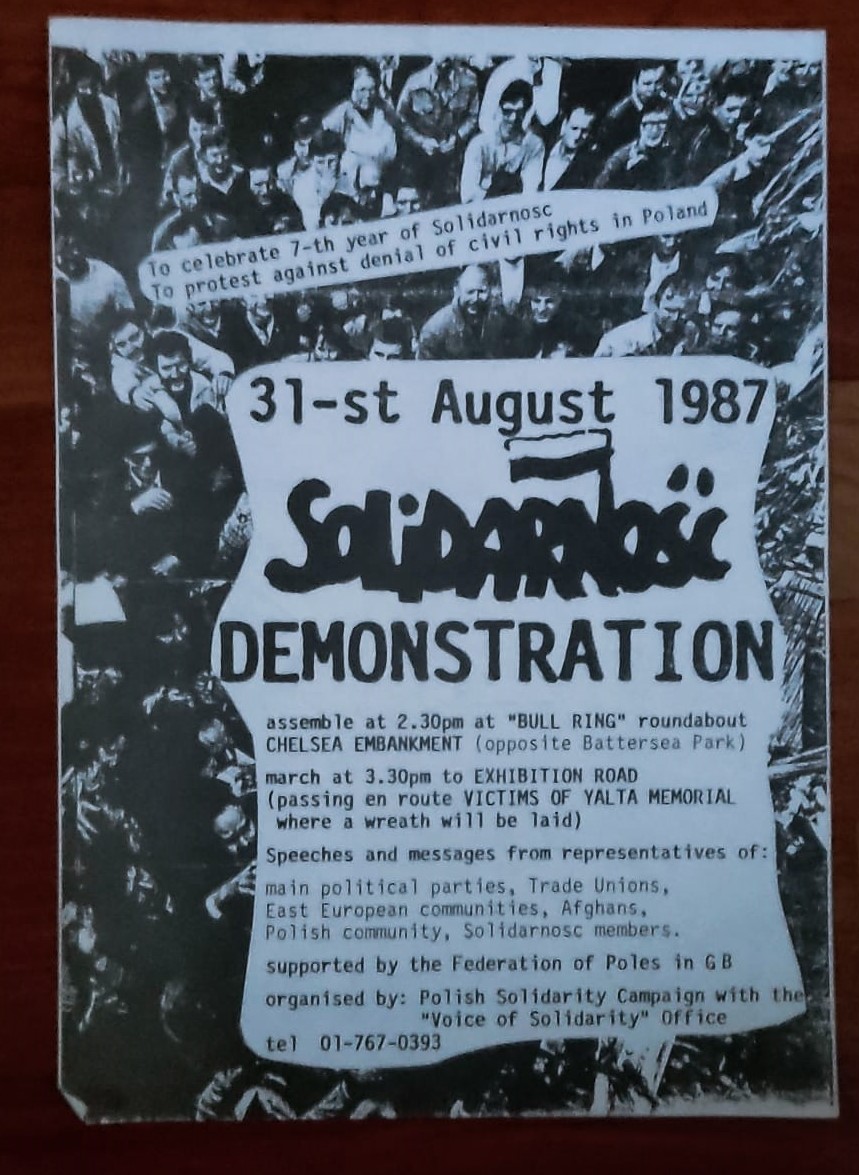 To celebrate 7-th year of Solidarnosc
To protest against denial of civil rights in Poland
31-st August 1987
SOLiDARNOŚĆ
DEMONSTRATION
assemble at 2.30pm at "BULL RING" roundabout
CHELSEA EMBANKMENT (opposite Battersea Park)
march at 3.30pm to EXHIBITION ROAD
(passing en route VICTIMS OF YALTA MEMORIAL
where a wreath will be laid)
Speeches and messages from representatives of:
main political parties, Trade Unions,
East European communities, Afghans,
Polish community, Solidarnosc members.
supported by the Federation of Poles in GB
organised by: Polish Solidarity Campaign with the
"Voice of Solidarity" Office
tel 01-767-0393